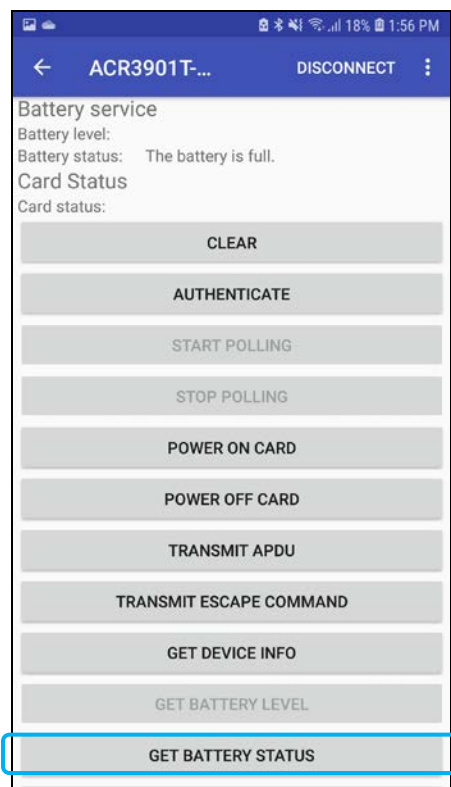 18% 1:56 PM
ACR3901T-... DISCONNECT
Battery service
Battery level:
Battery status: The battery is full.
Card Status
Card status:
CLEAR
AUTHENTICATE
START POLLING
STOP POLLING
POWER ON CARD
POWER OFF CARD
TRANSMIT APDU
TRANSMIT ESCAPE COMMAND
GET DEVICE INFO
GET BATTERY LEVEL
GET BATTERY STATUS